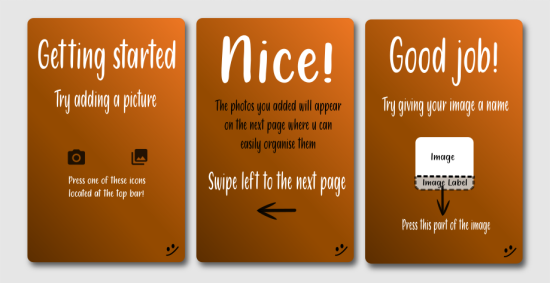 Getting started
Try adding a picture
Press one of these icons
located at the top bar!
Nice!
The photos you added will appear
on the next page where u can
easily organise them
Swipe left to the next page
Good job!
Try giving your image a name
Image
Image Label
Press this part of the image